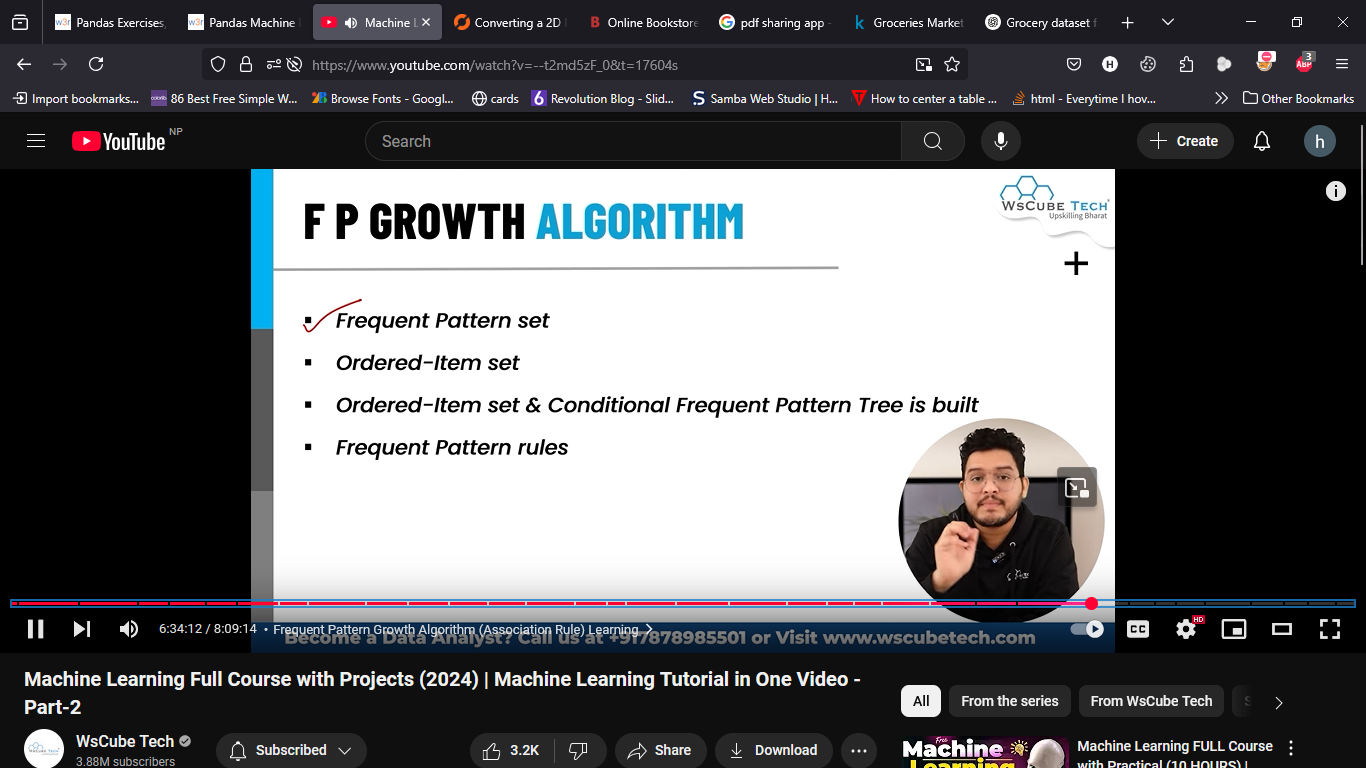 Pandas Exercises,
Pandas Machine
Machine L
Converting a 2D
Online Bookstore
pdf sharing app -
Groceries Market
Grocery dataset f
https://www.youtube.com/watch?v=--t2md5zF_0&t=17604s
H
3
ABP
Import bookmarks...
86 Best Free Simple W...
Browse Fonts - Googl...
cards
Revolution Blog - Slid...
Samba Web Studio | H...
How to center a table ...
html - Everytime I hov...
Other Bookmarks
YouTube NP
Search
Create
h
F P GROWTH ALGORITHM
WsCube Tech
Upskilling Bharat
Frequent Pattern set
Ordered-Item set
Ordered-Item set & Conditional Frequent Pattern Tree is built
Frequent Pattern rules
6:34:12 / 8:09:14 • Frequent Pattern Growth Algorithm (Association Rule) Learning
CC
HD
Become a Data Analyst? Call us at +917878985501 or Visit www.wscubetech.com
Machine Learning Full Course with Projects (2024) | Machine Learning Tutorial in One Video -
Part-2
All
From the series
From WsCube Tech
WsCube Tech
3.88M subscribers
Subscribed
3.2K
Share
Download
Free
Machine
Learning
Machine Learning FULL Course
with Practical (10 HOURS) |